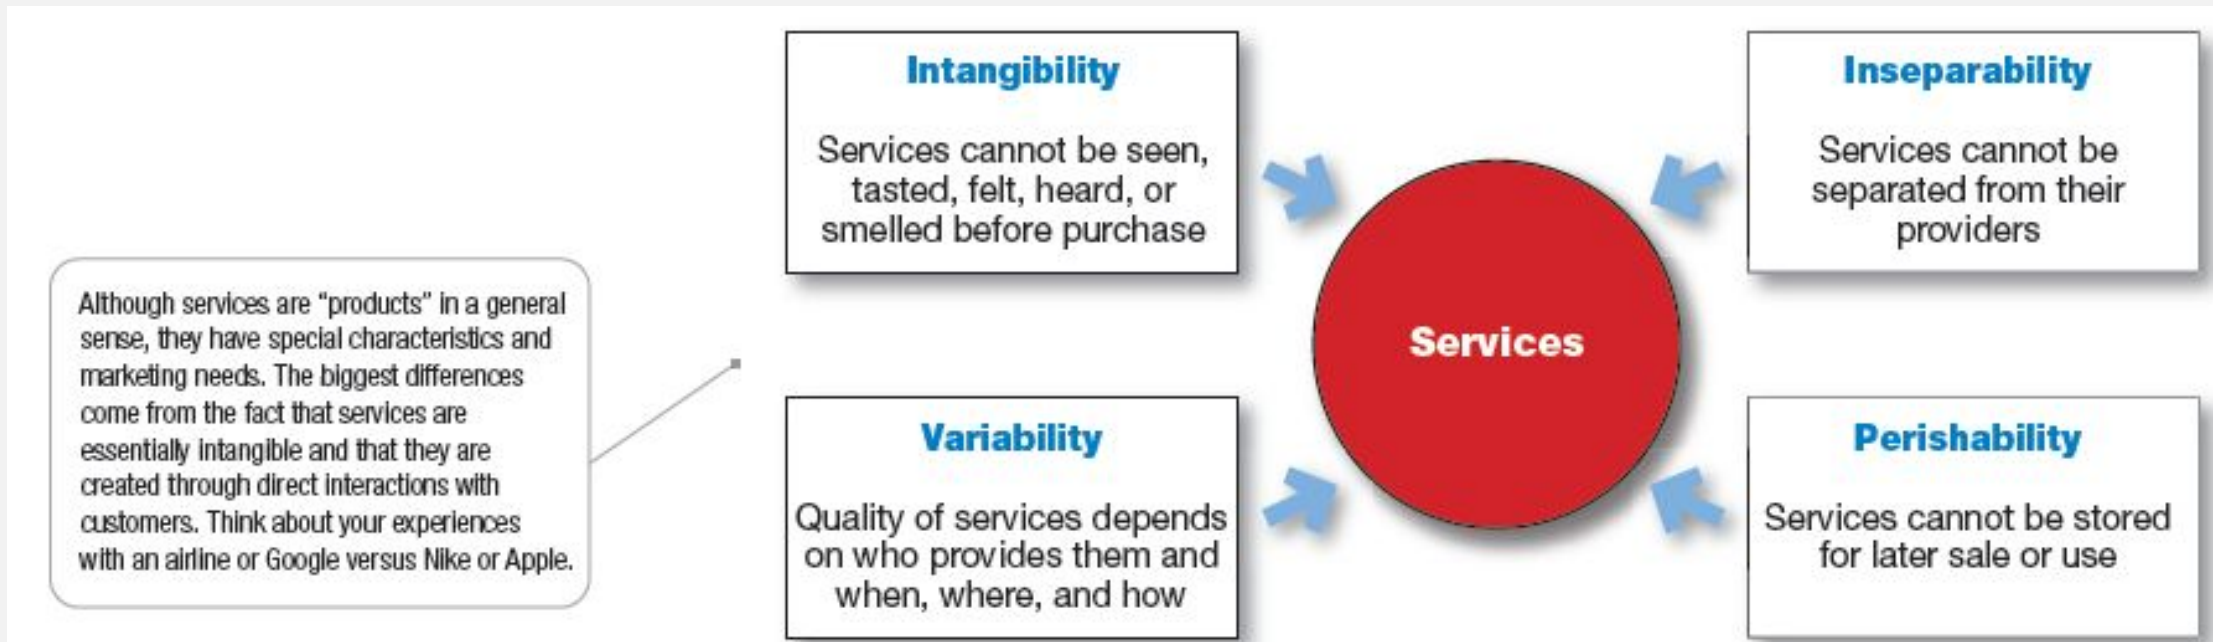 Although services are “products” in a general
sense, they have special characteristics and
marketing needs. The biggest differences
come from the fact that services are
essentially intangible and that they are
created through direct interactions with
customers. Think about your experiences
with an airline or Google versus Nike or Apple.
Intangibility
Services cannot be seen,
tasted, felt, heard, or
smelled before purchase
Inseparability
Services cannot be
separated from their
providers
Services
Variability
Quality of services depends
on who provides them and
when, where, and how
Perishability
Services cannot be stored
for later sale or use